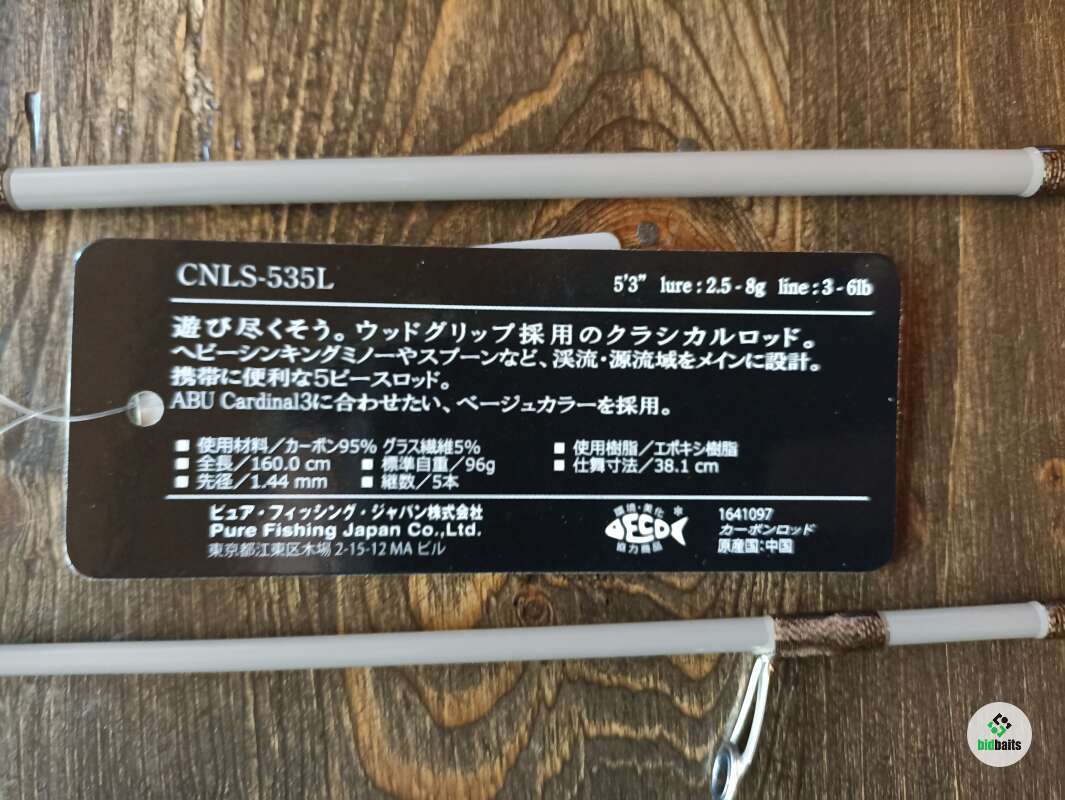 CNLS-535L 5'3" lure : 2.5 - 8g line : 3 - 6lb
遊び尽くそう。ウッドグリップ採用のクラシカルロッド。
ヘビーシンキングミノーやスプーンなど、渓流・源流域をメインに設計。
携帯に便利な5ピースロッド。
ABU Cardinal3に合わせたい、ベージュカラーを採用。
■ 使用材料／カーボン95% グラス繊維5% ■ 使用樹脂／エポキシ樹脂
■ 全長／160.0 cm ■ 標準自重／96g ■ 仕舞寸法／38.1 cm
■ 先径／1.44 mm ■ 継数／5本
ピュア・フィッシング・ジャパン株式会社
Pure Fishing Japan Co.,Ltd.
東京都江東区木場 2-15-12 MA ビル
環境・美化
ECO
協力商品
1641097
カーボンロッド
原産国：中国
bidbaits